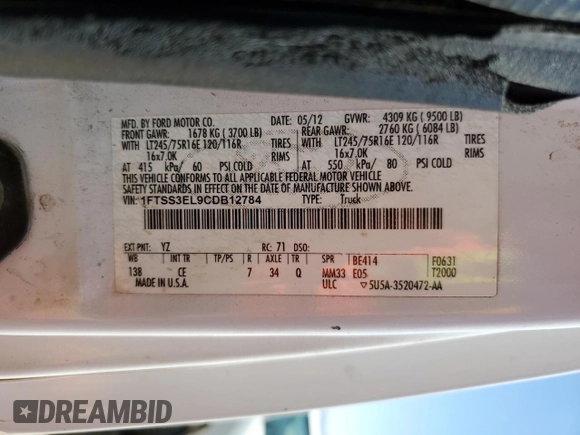 MFD. BY FORD MOTOR CO. 05/12 GVWR: 4309 KG ( 9500 LB)
FRONT GAWR: 1678 KG ( 3700 LB) REAR GAWR: 2760 KG ( 6084 LB)
WITH LT245/75R16E 120/116R TIRES WITH LT245/75R16E 120/116R TIRES
16x7.0K RIMS 16x7.0K RIMS
AT 415 kPa/ 60 PSI COLD AT 550 kPa/ 80 PSI COLD
THIS VEHICLE CONFORMS TO ALL APPLICABLE FEDERAL MOTOR VEHICLE
SAFETY STANDARDS IN EFFECT ON THE DATE OF MANUFACTURE SHOWN ABOVE.
VIN: 1FTSS3EL9CDB12784 TYPE: Truck
EXT PNT: YZ RC: 71 DSO:
WB INT TR TP/PS R AXLE TR SPR BE414 F0631
138 CE 7 34 Q MM33 E05 T2000
MADE IN U.S.A. ULC ▽5U5A-3520472-AA
DREAMBID